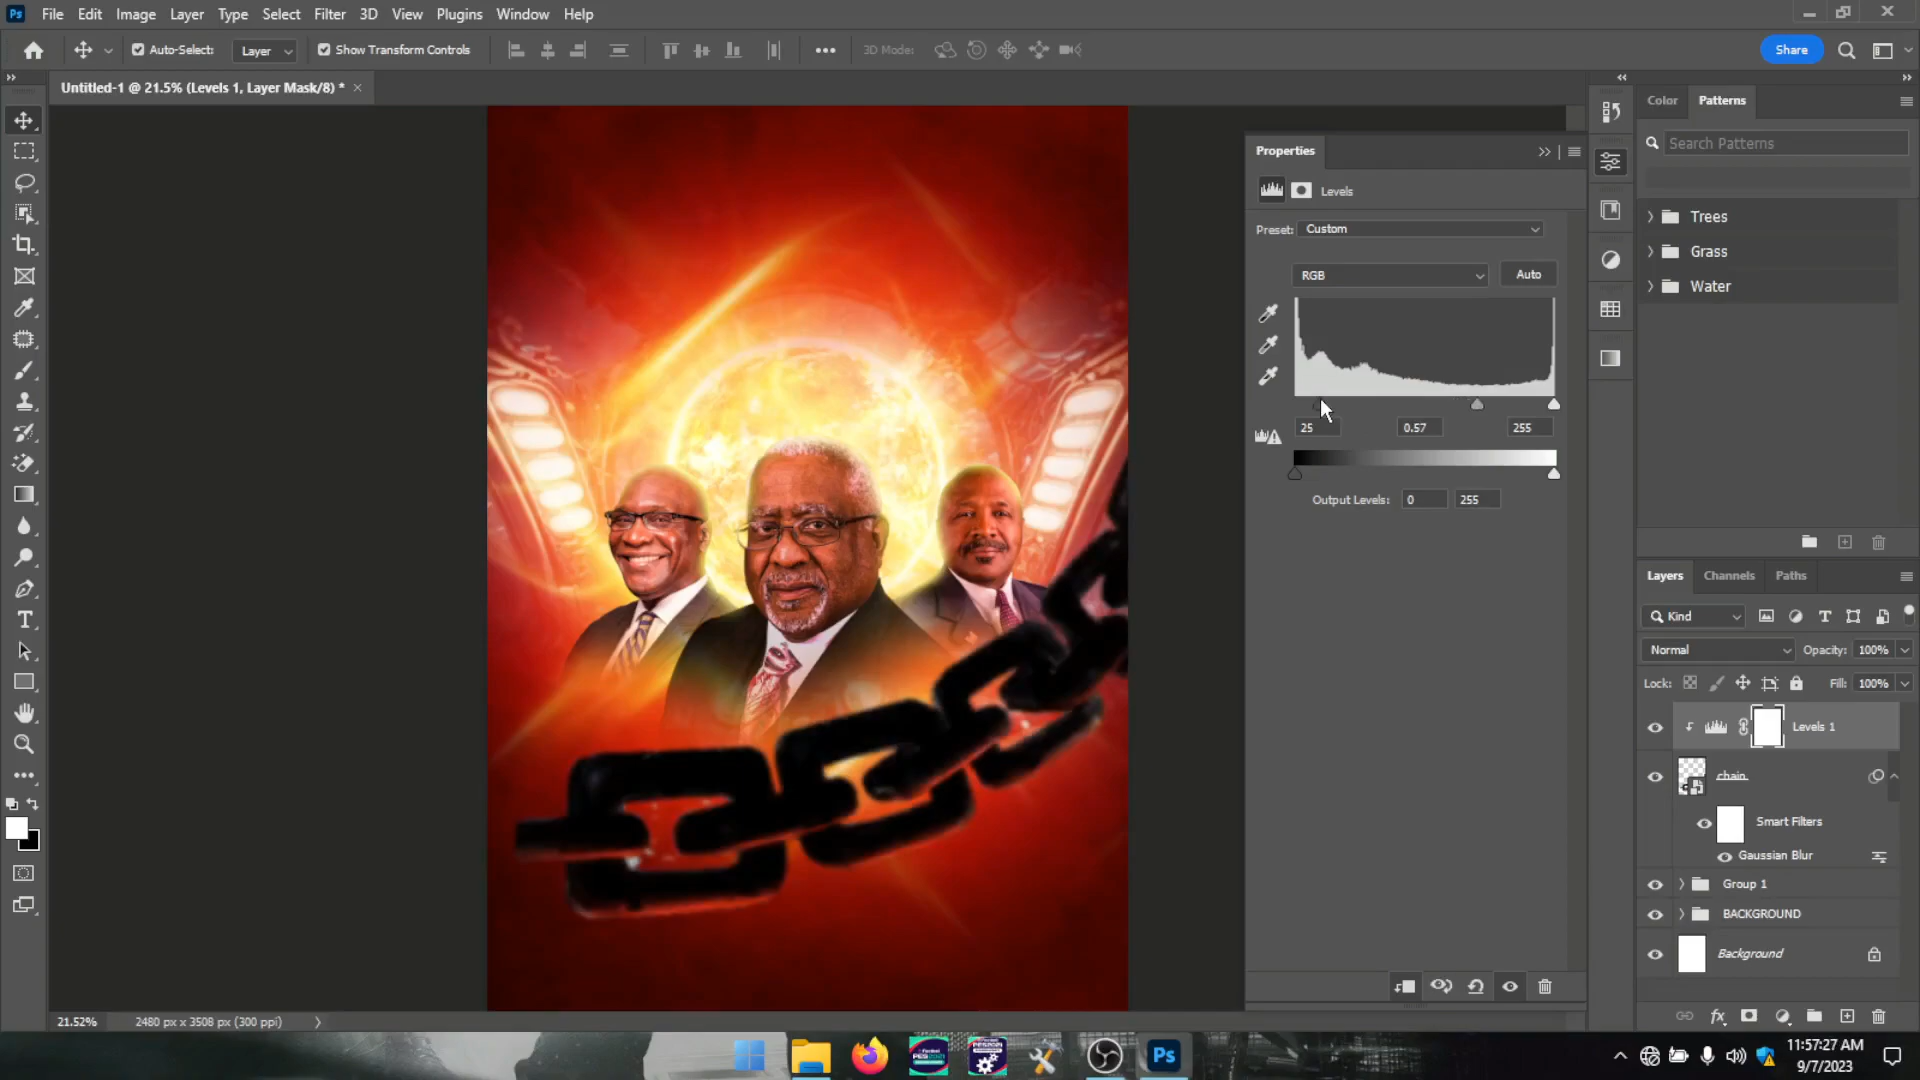 Ps File Edit Image Layer Type Select Filter 3D View Plugins Window Help
Auto-Select: Layer Show Transform Controls 3D Mode: Share
Untitled-1 @ 21.5% (Levels 1, Layer Mask/8) *
Color Patterns
Search Patterns
Trees
Grass
Water
Properties
Levels
Preset: Custom
RGB Auto
25 0.57 255
Output Levels: 0 255
Layers Channels Paths
Kind
Normal Opacity: 100%
Lock: Fill: 100%
Levels 1
chain
Smart Filters
Gaussian Blur
Group 1
BACKGROUND
Background
21.52% 2480 px x 3508 px (300 ppi)
PES2021
PES2021
Ps
11:57:27 AM
9/7/2023